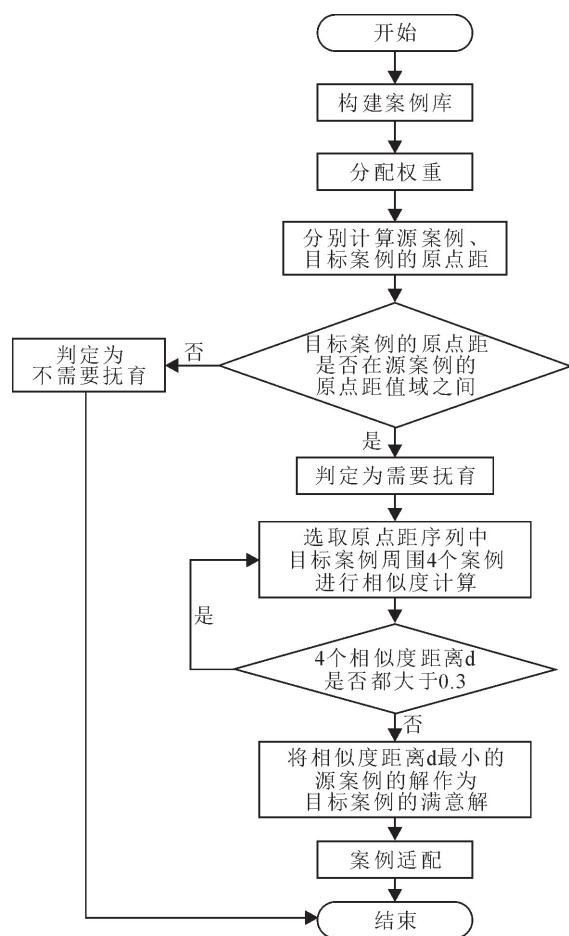 开始
构建案例库
分配权重
分别计算源案例、
目标案例的原点距
目标案例的原点距
是否在源案例的
原点距值域之间
否
判定为
不需要抚育
是
判定为需要抚育
选取原点距序列中
目标案例周围4个案例
进行相似度计算
是
4个相似度距离d
是否都大于0.3
否
将相似度距离d最小的
源案例的解作为
目标案例的满意解
案例适配
结束